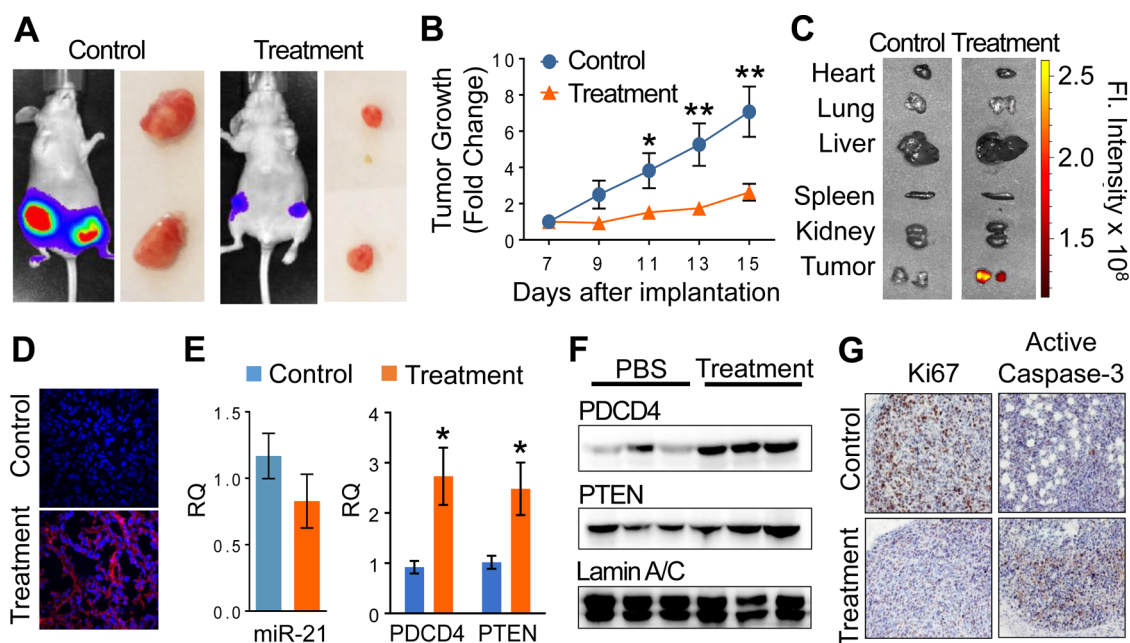 A
Control
Treatment
B
Tumor Growth
(Fold Change)
10
8
6
4
2
0
Control
Treatment
*
**
**
7
9
11
13
15
Days after implantation
C
Control Treatment
Heart
Lung
Liver
Spleen
Kidney
Tumor
2.5
2.0
1.5
Fl. Intensity x 10⁸
D
Control
Treatment
E
Control
Treatment
RQ
1.5
1.0
0.5
0.0
miR-21
RQ
4
3
2
1
0
*
*
PDCD4
PTEN
F
PBS
Treatment
PDCD4
PTEN
Lamin A/C
G
Ki67
Active
Caspase-3
Control
Treatment